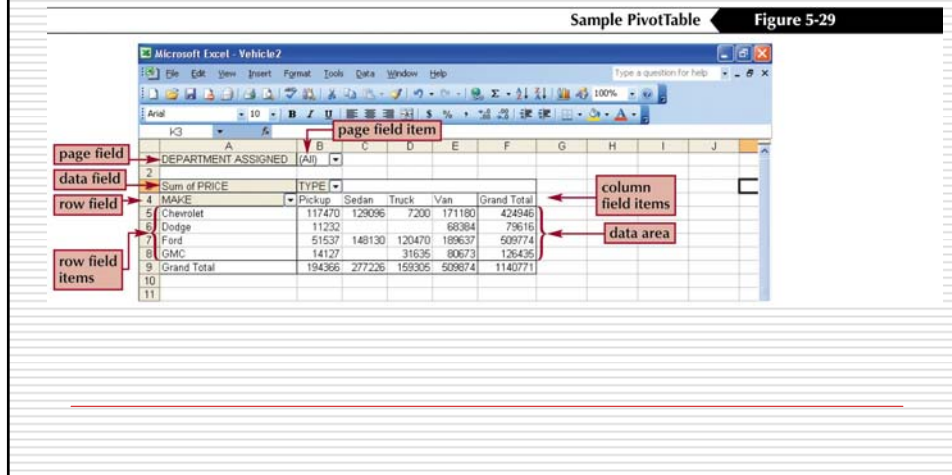 Sample PivotTable Figure 5-29
Microsoft Excel - Vehicle2
File Edit View Insert Format Tools Data Window Help Type a question for help
100%
Arial 10 B I U $ % ,
K3 fx page field item
A B C D E F G H I J
page field DEPARTMENT ASSIGNED (All)
2
data field Sum of PRICE TYPE column
row field 4 MAKE Pickup Sedan Truck Van Grand Total field items
5 Chevrolet 117470 129096 7200 171180 424946
6 Dodge 11232 68384 79616 data area
7 Ford 51537 148130 120470 189637 509774
row field 8 GMC 14127 31635 80673 126435
items 9 Grand Total 194366 277226 159305 509874 1140771
10
11